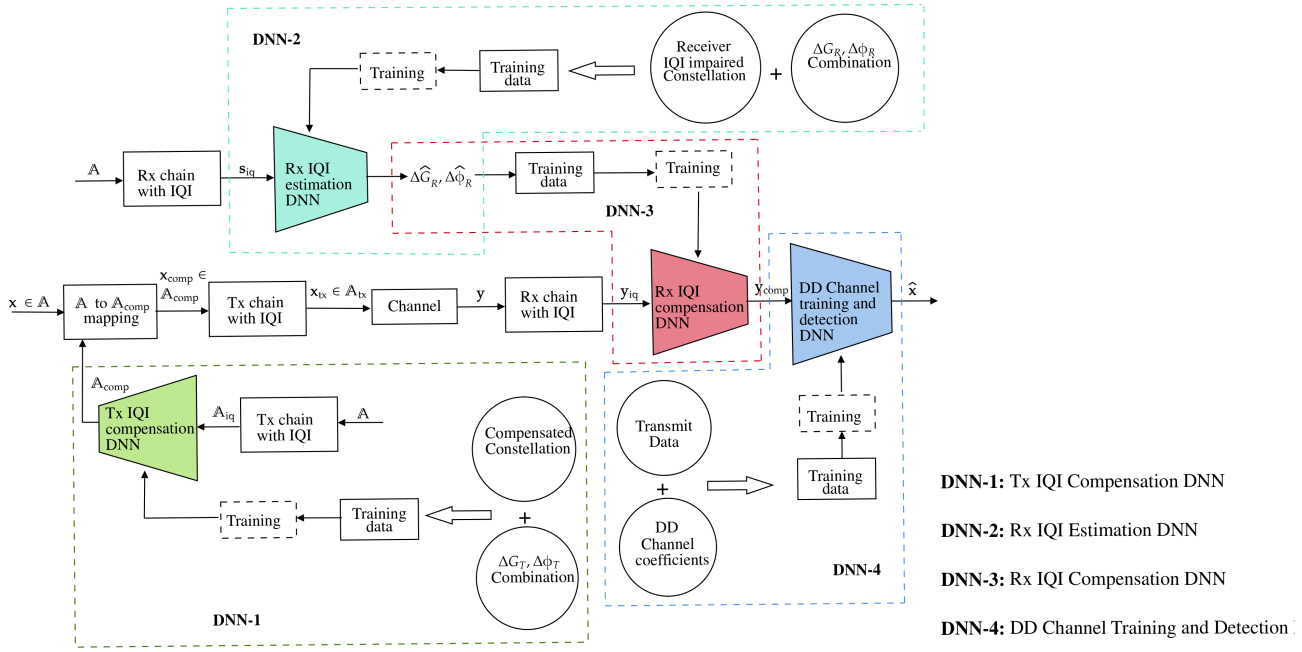 DNN-2
Receiver
IQI impaired
Constellation
+
ΔG_R, Δϕ_R
Combination
Training
data
Training
𝔸
Rx chain
with IQI
s_iq
Rx IQI
estimation
DNN
ΔĜ_R, Δϕ̂_R
Training
data
Training
DNN-3
x ∈ 𝔸
𝔸 to 𝔸_comp
mapping
x_comp ∈
𝔸_comp
Tx chain
with IQI
x_tx ∈ 𝔸_tx
Channel
y
Rx chain
with IQI
y_iq
Rx IQI
compensation
DNN
y_comp
DD Channel
training and
detection
DNN
x̂
𝔸_comp
Tx IQI
compensation
DNN
𝔸_iq
Tx chain
with IQI
𝔸
Compensated
Constellation
+
ΔG_T, Δϕ_T
Combination
Training
data
Training
DNN-1
Transmit
Data
+
DD
Channel
coefficients
Training
data
Training
DNN-4
DNN-1: Tx IQI Compensation DNN
DNN-2: Rx IQI Estimation DNN
DNN-3: Rx IQI Compensation DNN
DNN-4: DD Channel Training and Detection